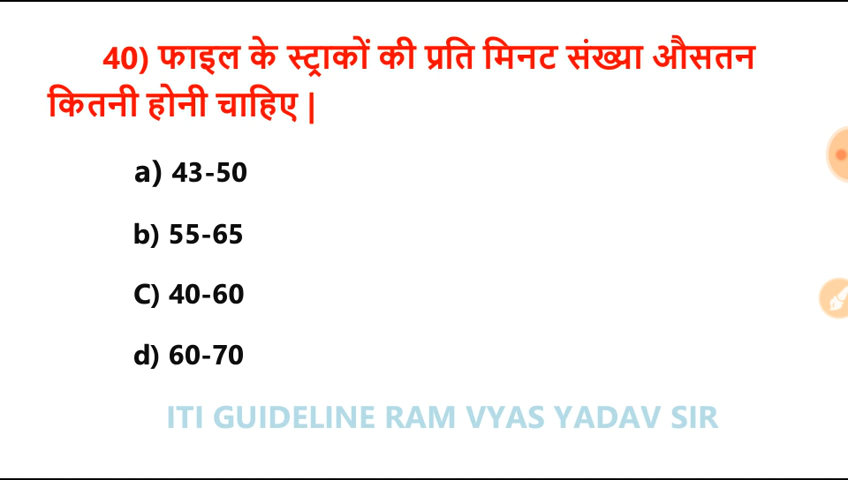 40) फाइल के स्ट्राकों की प्रति मिनट संख्या औसतन
कितनी होनी चाहिए |
a) 43-50
b) 55-65
C) 40-60
d) 60-70
ITI GUIDELINE RAM VYAS YADAV SIR